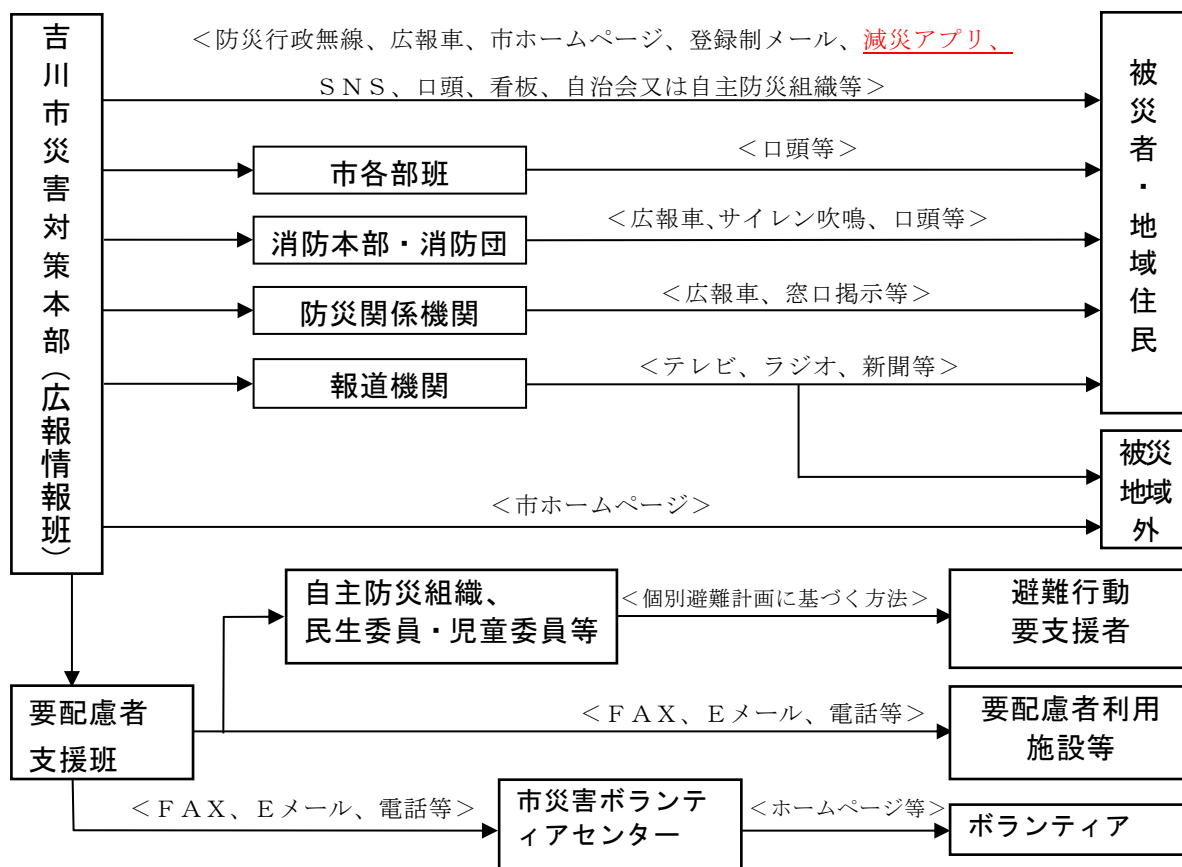 吉川市災害対策本部(広報情報班)
<防災行政無線、広報車、市ホームページ、登録制メール、減災アプリ、
SNS、口頭、看板、自治会又は自主防災組織等>
被災者・地域住民
市各部班
<口頭等>
消防本部・消防団
<広報車、サイレン吹鳴、口頭等>
防災関係機関
<広報車、窓口掲示等>
報道機関
<テレビ、ラジオ、新聞等>
被災
地域
外
<市ホームページ>
自主防災組織、
民生委員・児童委員等
<個別避難計画に基づく方法>
避難行動
要支援者
要配慮者
支援班
<FAX、Eメール、電話等>
要配慮者利用
施設等
<FAX、Eメール、電話等>
市災害ボランテ
ィアセンター
<ホームページ等>
ボランティア